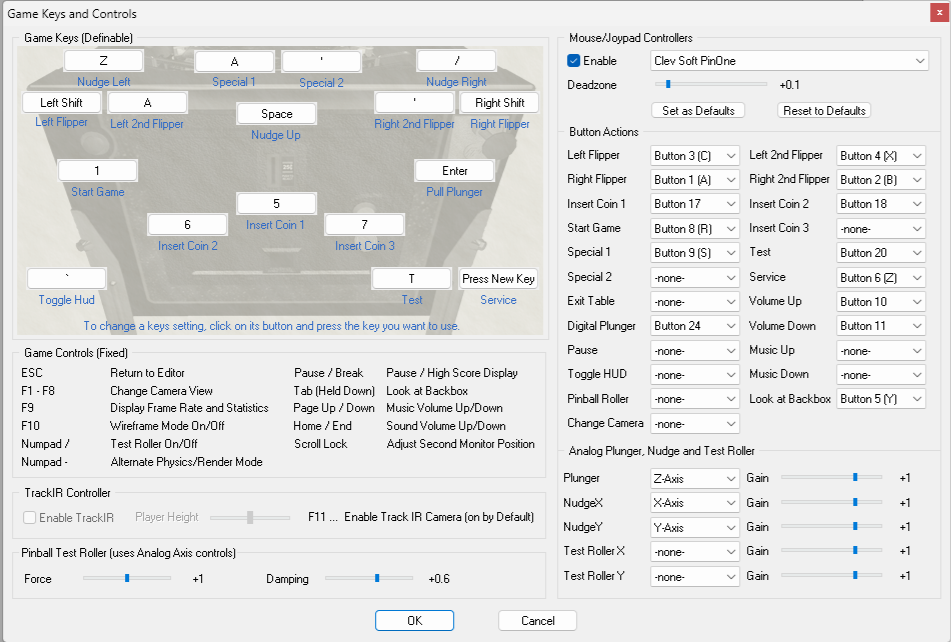 Game Keys and Controls
x
Game Keys (Definable)
Z A ' /
Nudge Left Special 1 Special 2 Nudge Right
Left Shift A Space ' Right Shift
Left Flipper Left 2nd Flipper Nudge Up Right 2nd Flipper Right Flipper
1 Enter
Start Game Pull Plunger
5
Insert Coin 1
6 7
Insert Coin 2 Insert Coin 3
` T Press New Key
Toggle Hud Test Service
To change a keys setting, click on its button and press the key you want to use.
Game Controls (Fixed)
ESC Return to Editor Pause / Break Pause / High Score Display
F1 - F8 Change Camera View Tab (Held Down) Look at Backbox
F9 Display Frame Rate and Statistics Page Up / Down Music Volume Up/Down
F10 Wireframe Mode On/Off Home / End Sound Volume Up/Down
Numpad / Test Roller On/Off Scroll Lock Adjust Second Monitor Position
Numpad - Alternate Physics/Render Mode
TrackIR Controller
Enable TrackIR Player Height F11 ... Enable Track IR Camera (on by Default)
Pinball Test Roller (uses Analog Axis controls)
Force +1 Damping +0.6
Mouse/Joypad Controllers
Enable Clev Soft PinOne
Deadzone +0.1
Set as Defaults Reset to Defaults
Button Actions
Left Flipper Button 3 (C) Left 2nd Flipper Button 4 (X)
Right Flipper Button 1 (A) Right 2nd Flipper Button 2 (B)
Insert Coin 1 Button 17 Insert Coin 2 Button 18
Start Game Button 8 (R) Insert Coin 3 -none-
Special 1 Button 9 (S) Test Button 20
Special 2 -none- Service Button 6 (Z)
Exit Table -none- Volume Up Button 10
Digital Plunger Button 24 Volume Down Button 11
Pause -none- Music Up -none-
Toggle HUD -none- Music Down -none-
Pinball Roller -none- Look at Backbox Button 5 (Y)
Change Camera -none-
Analog Plunger, Nudge and Test Roller
Plunger Z-Axis Gain +1
NudgeX X-Axis Gain +1
NudgeY Y-Axis Gain +1
Test Roller X -none- Gain +1
Test Roller Y -none- Gain +1
OK Cancel